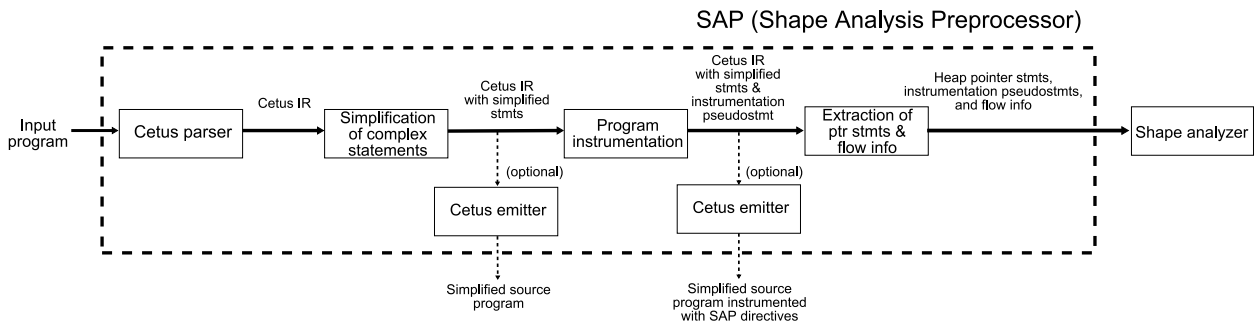 SAP (Shape Analysis Preprocessor)
Input
program
Cetus parser
Cetus IR
Simplification
of complex
statements
Cetus IR
with simplified
stmts
Program
instrumentation
Cetus IR
with simplified
stmts &
instrumentation
pseudostmt
Extraction of
ptr stmts &
flow info
Heap pointer stmts,
instrumentation pseudostmts,
and flow info
Shape analyzer
(optional)
Cetus emitter
Simplified source
program
(optional)
Cetus emitter
Simplified source
program instrumented
with SAP directives